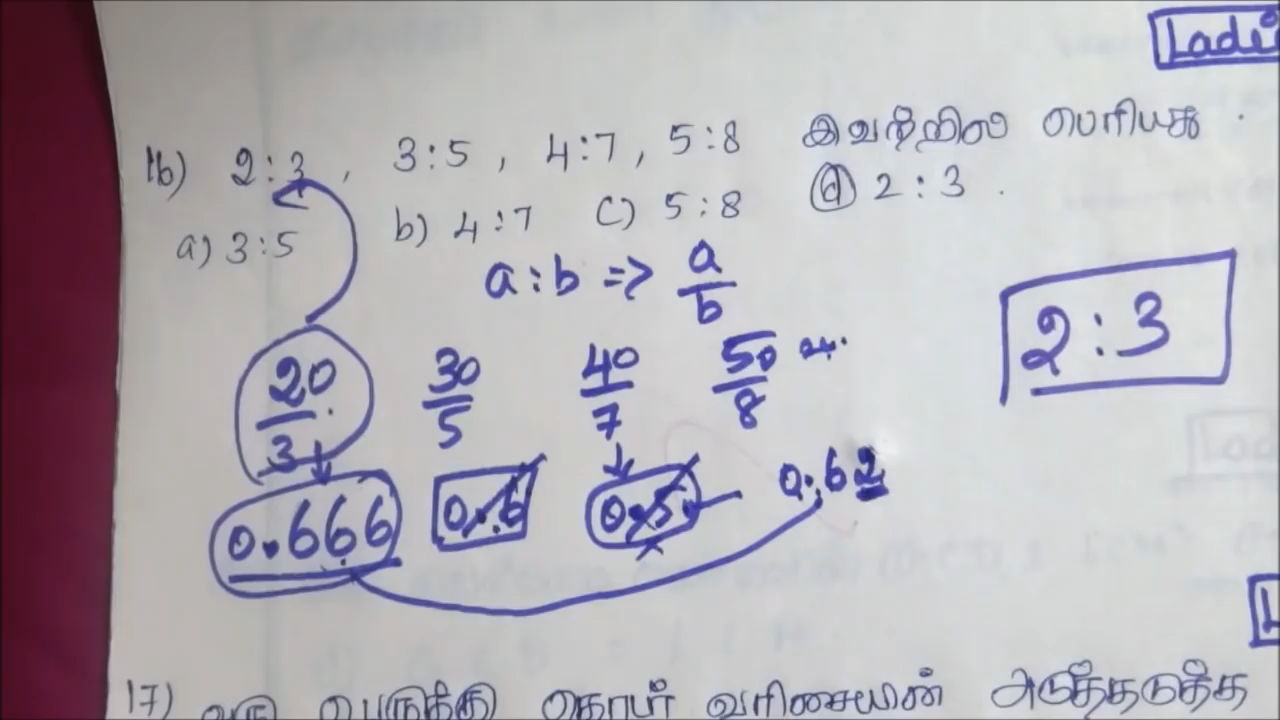 16) 2:3, 3:5, 4:7, 5:8 இவற்றில் பெரியது.
a) 3:5 b) 4:7 c) 5:8 d) 2:3.
a:b => a/b
2:3
20/3 30/5 40/7 50/8
0.666 0.6 0.5 0.62
17) ஒரு பெருக்கு தொடர் வரிசையின் அடுத்தடுத்த